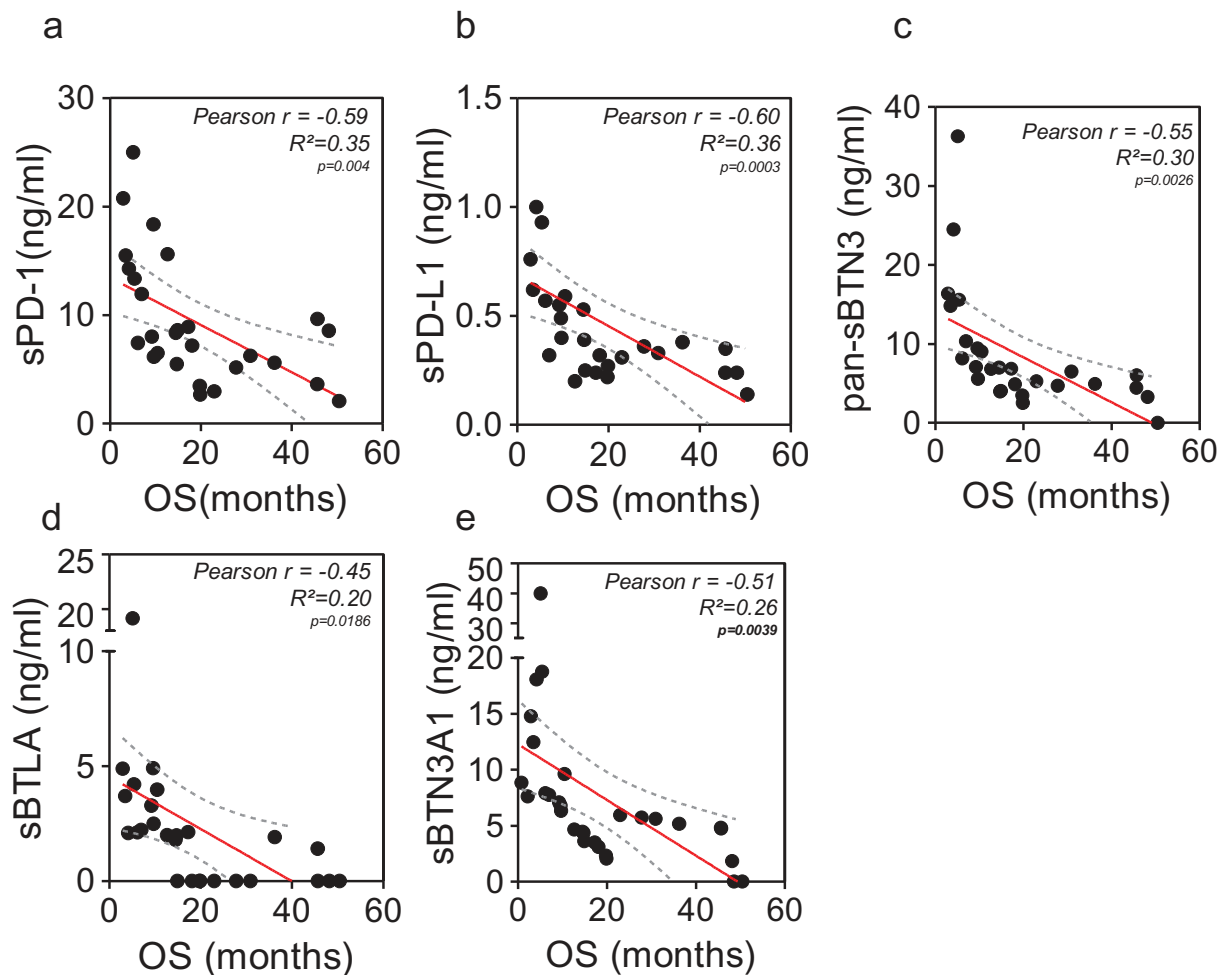 a
30
20
10
0
sPD-1(ng/ml)
Pearson r = -0.59
R²=0.35
p=0.004
0 20 40 60
OS(months)
b
1.5
1.0
0.5
0.0
sPD-L1 (ng/ml)
Pearson r = -0.60
R²=0.36
p=0.0003
0 20 40 60
OS (months)
c
40
30
20
10
0
pan-sBTN3 (ng/ml)
Pearson r = -0.55
R²=0.30
p=0.0026
0 20 40 60
OS (months)
d
25
20
10
5
0
sBTLA (ng/ml)
Pearson r = -0.45
R²=0.20
p=0.0186
0 20 40 60
OS (months)
e
50
40
30
20
15
10
5
0
sBTN3A1 (ng/ml)
Pearson r = -0.51
R²=0.26
p=0.0039
0 20 40 60
OS (months)